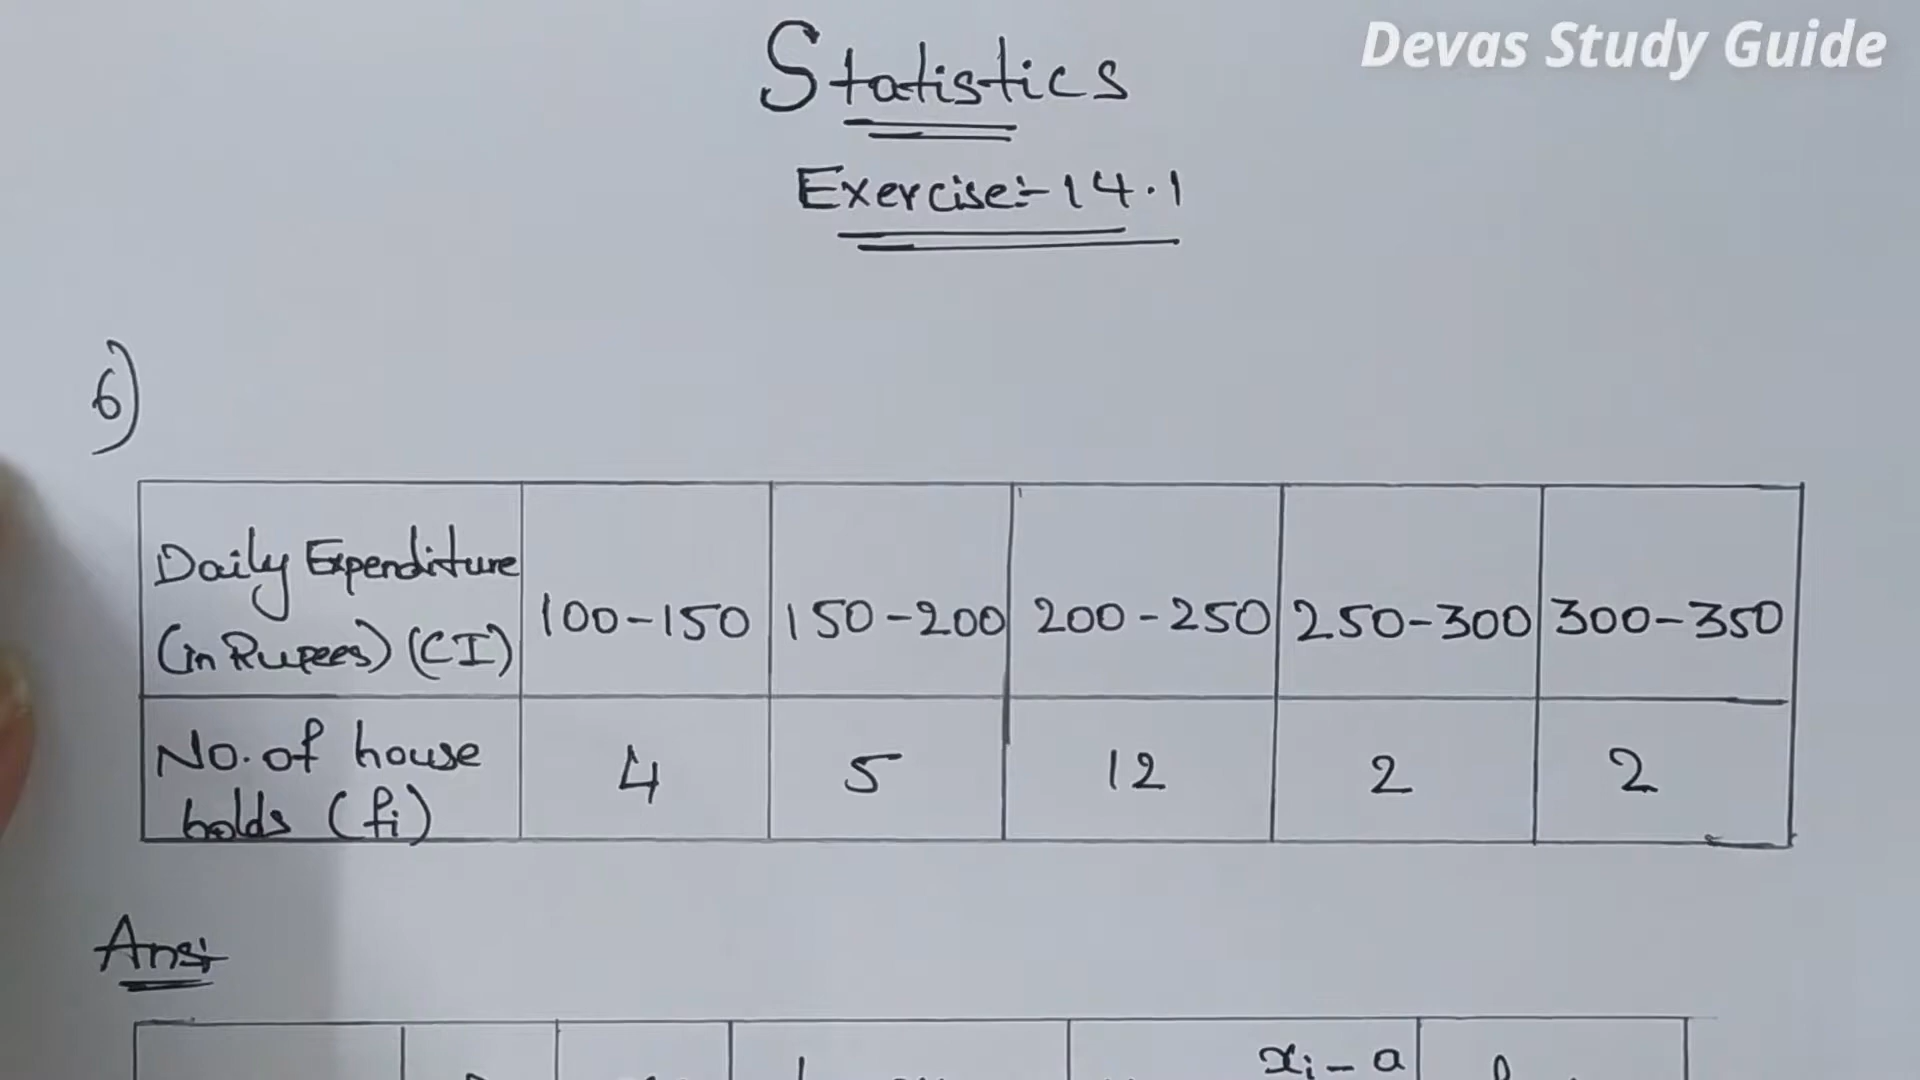 Devas Study Guide
Statistics
Exercise:- 14.1
6)
Daily Expenditure
(in Rupees) (CI)
100-150
150-200
200-250
250-300
300-350
No. of house
holds (fi)
4
5
12
2
2
Ans:
xi - a